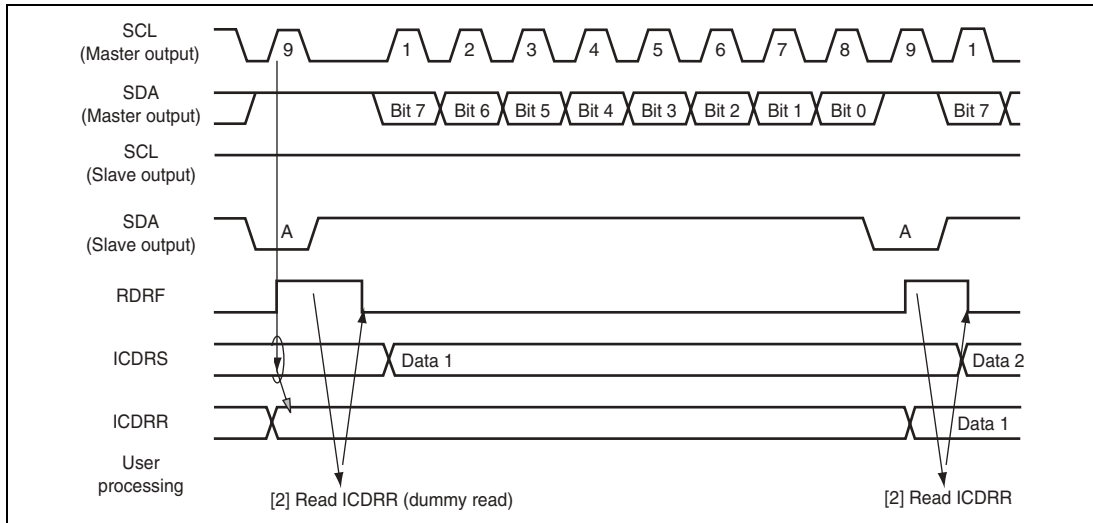 SCL
(Master output)
9 1 2 3 4 5 6 7 8 9 1
SDA
(Master output)
Bit 7 Bit 6 Bit 5 Bit 4 Bit 3 Bit 2 Bit 1 Bit 0 Bit 7
SCL
(Slave output)
SDA
(Slave output)
A A
RDRF
ICDRS
Data 1 Data 2
ICDRR
Data 1
User
processing
[2] Read ICDRR (dummy read) [2] Read ICDRR